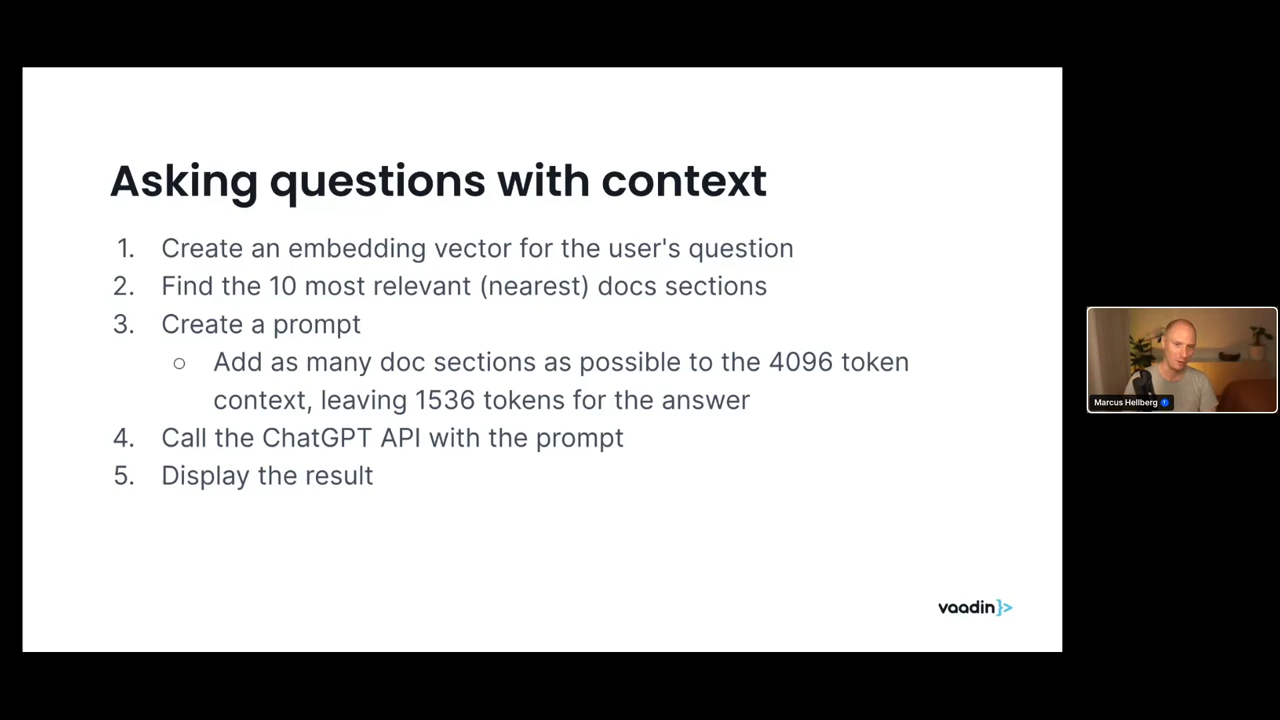 Asking questions with context
1. Create an embedding vector for the user's question
2. Find the 10 most relevant (nearest) docs sections
3. Create a prompt
○ Add as many doc sections as possible to the 4096 token
context, leaving 1536 tokens for the answer
4. Call the ChatGPT API with the prompt
5. Display the result
Marcus Hellberg
vaadin}>